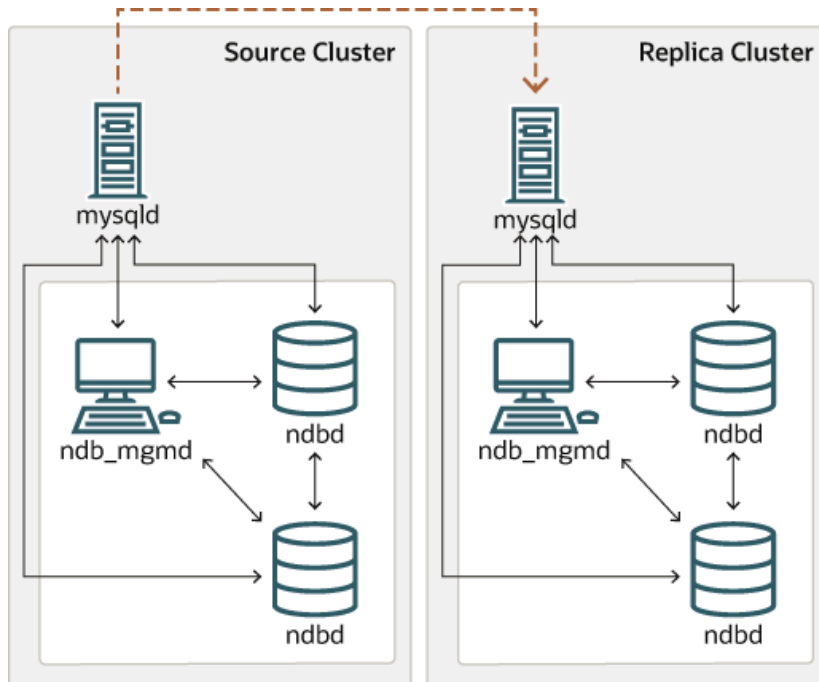 Source Cluster
mysqld
ndb_mgmd
ndbd
ndbd
Replica Cluster
mysqld
ndb_mgmd
ndbd
ndbd